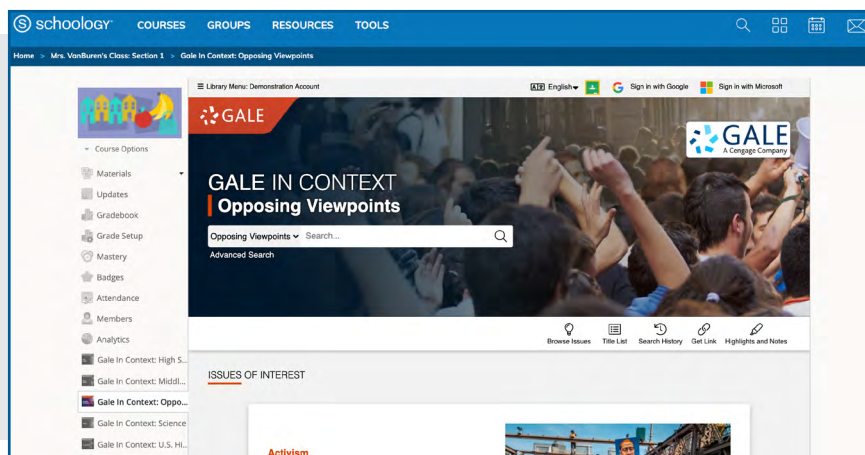 schoology
COURSES
GROUPS
RESOURCES
TOOLS
Home > Mrs. VanBuren's Class: Section 1 > Gale In Context: Opposing Viewpoints
Course Options
Materials
Updates
Gradebook
Grade Setup
Mastery
Badges
Attendance
Members
Analytics
Gale In Context: High S...
Gale In Context: Middl...
Gale In Context: Oppo...
Gale In Context: Science
Gale In Context: U.S. Hi...
Library Menu: Demonstration Account
English
Sign in with Google
Sign in with Microsoft
GALE
GALE
A Cengage Company
GALE IN CONTEXT
Opposing Viewpoints
Opposing Viewpoints
Search...
Advanced Search
Browse Issues
Title List
Search History
Get Link
Highlights and Notes
ISSUES OF INTEREST
Activism